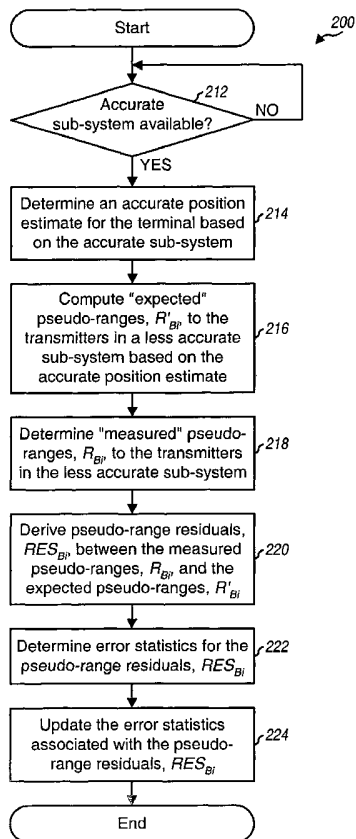 Start
200
212
Accurate
sub-system available?
NO
YES
Determine an accurate position
estimate for the terminal based
on the accurate sub-system
214
Compute "expected"
pseudo-ranges, R'Bi, to the
transmitters in a less accurate
sub-system based on the
accurate position estimate
216
Determine "measured" pseudo-
ranges, RBi, to the transmitters
in the less accurate sub-system
218
Derive pseudo-range residuals,
RESBi, between the measured
pseudo-ranges, RBi, and the
expected pseudo-ranges, R'Bi
220
Determine error statistics for the
pseudo-range residuals, RESBi
222
Update the error statistics
associated with the pseudo-
range residuals, RESBi
224
End